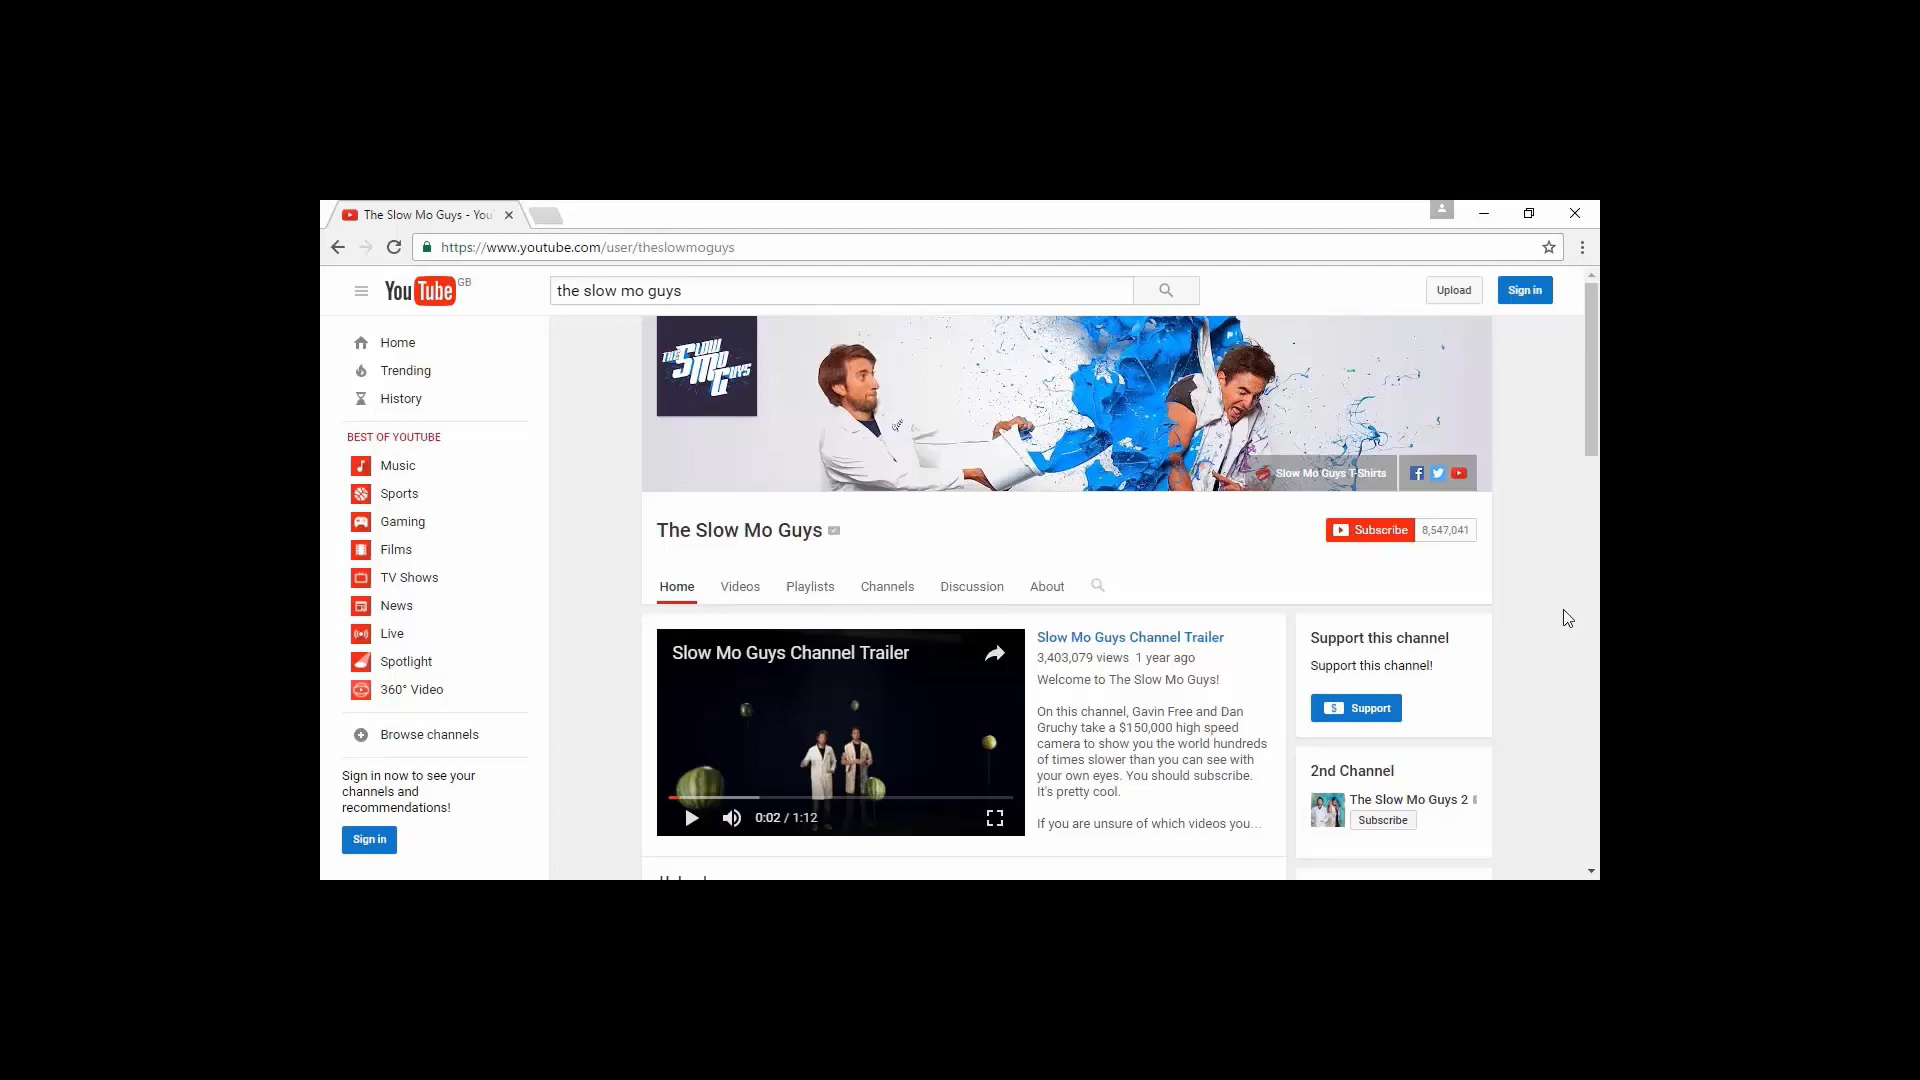 The Slow Mo Guys - You
https://www.youtube.com/user/theslowmoguys
YouTube GB
the slow mo guys
Upload
Sign in
Home
Trending
History
BEST OF YOUTUBE
Music
Sports
Gaming
Films
TV Shows
News
Live
Spotlight
360° Video
Browse channels
Sign in now to see your
channels and
recommendations!
Sign in
THE SLOW MO GUYS
Gav
Slow Mo Guys T-Shirts
The Slow Mo Guys
Subscribe 8,547,041
Home Videos Playlists Channels Discussion About
Slow Mo Guys Channel Trailer
0:02 / 1:12
Slow Mo Guys Channel Trailer
3,403,079 views 1 year ago
Welcome to The Slow Mo Guys!
On this channel, Gavin Free and Dan
Gruchy take a $150,000 high speed
camera to show you the world hundreds
of times slower than you can see with
your own eyes. You should subscribe.
It's pretty cool.
If you are unsure of which videos you...
Support this channel
Support this channel!
$ Support
2nd Channel
The Slow Mo Guys 2
Subscribe